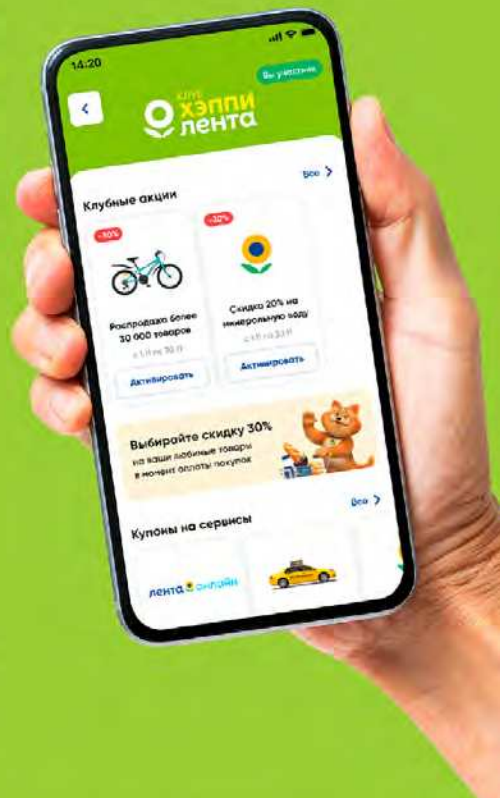 14:20
Вы участник
КЛУБ
ХЭППИ
лента
Клубные акции
Все
-30%
Распродажа более
30 000 товаров
Активировать
-20%
Скидка 20% на
минеральную воду
Активировать
Выбирайте скидку 30%
на ваши любимые товары
в момент оплаты покупок
Купоны на сервисы
Все
лента онлайн